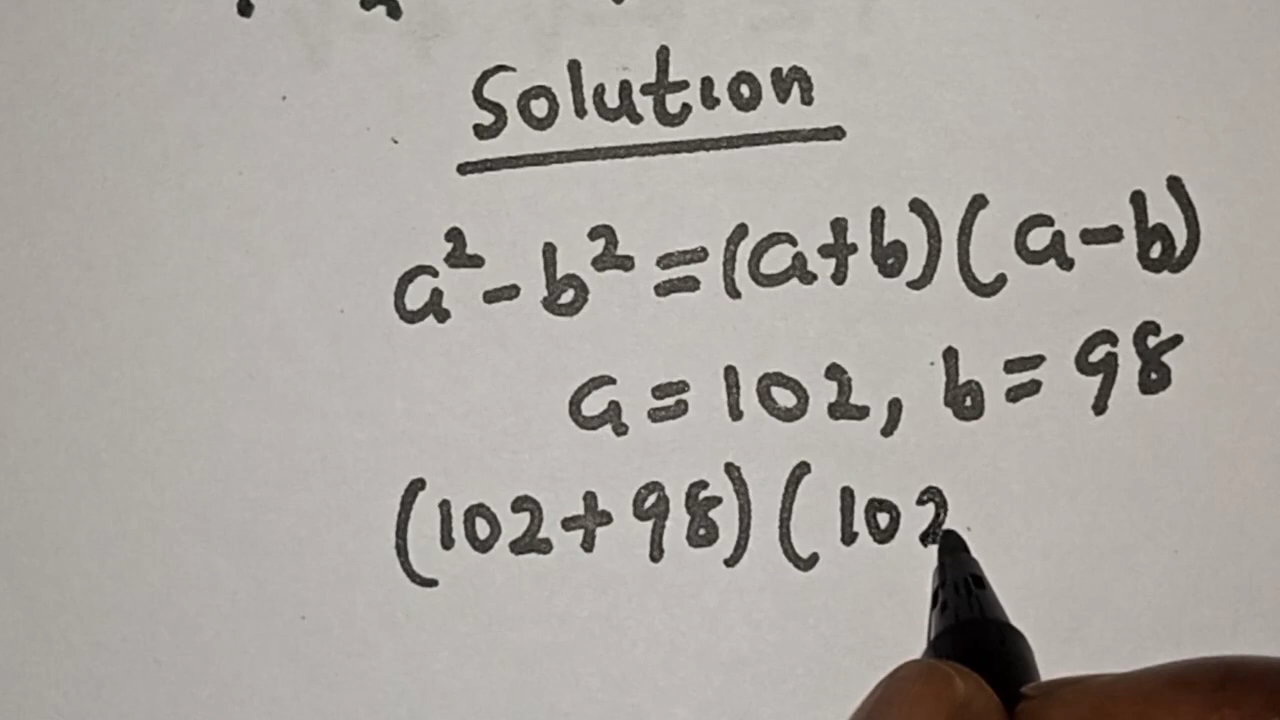 Solution
a²-b²=(a+b)(a-b)
a=102, b=98
(102+98)(102